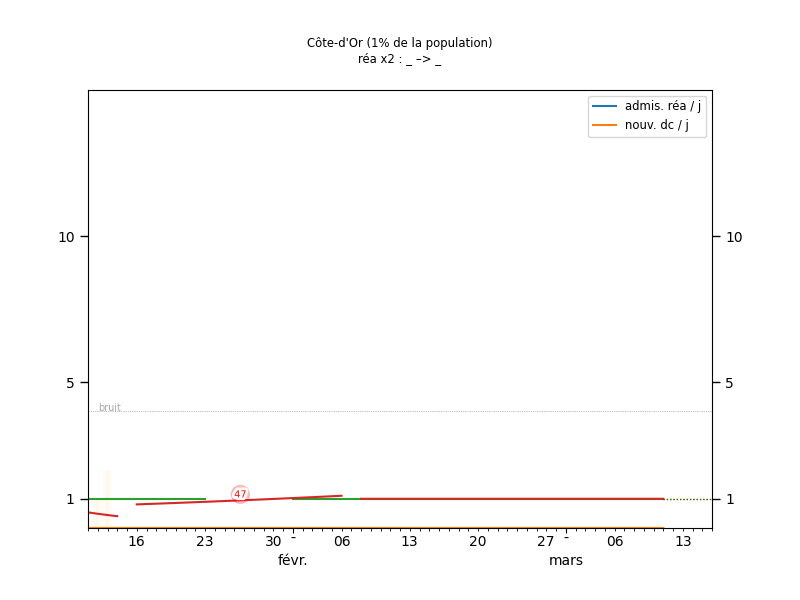 Côte-d'Or (1% de la population)
réa x2 : _ –> _
admis. réa / j
nouv. dc / j
10 10
5 5
bruit
47
1 1
16 23 30 - 06 13 20 27 - 06 13
févr. mars